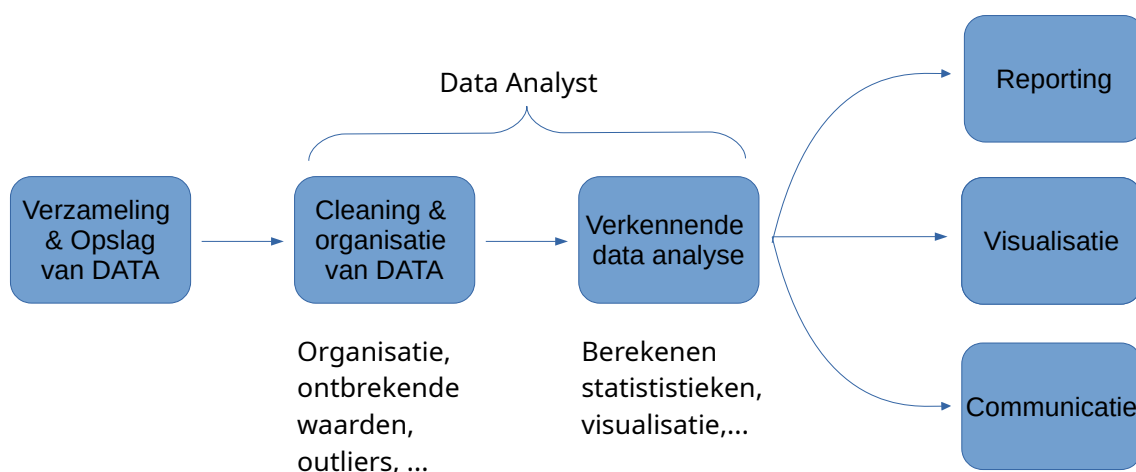 Data Analyst
Verzameling
& Opslag
van DATA
Cleaning &
organisatie
van DATA
Verkennende
data analyse
Organisatie,
ontbrekende
waarden,
outliers, ...
Berekenen
statististieken,
visualisatie,...
Reporting
Visualisatie
Communicatie